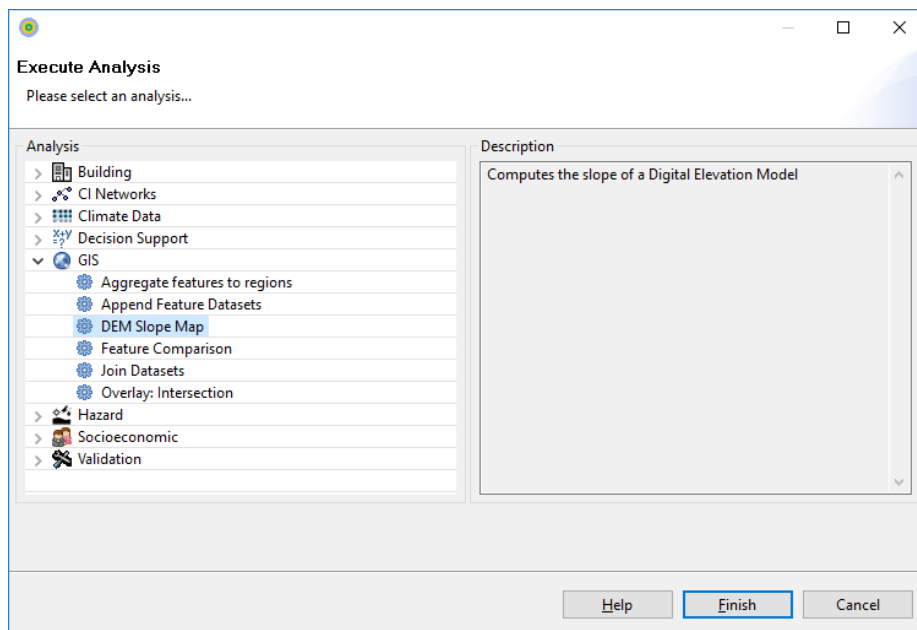 Execute Analysis
Please select an analysis...
Analysis
Building
CI Networks
Climate Data
X+Y
=?
Decision Support
GIS
Aggregate features to regions
Append Feature Datasets
DEM Slope Map
Feature Comparison
Join Datasets
Overlay: Intersection
Hazard
Socioeconomic
Validation
Description
Computes the slope of a Digital Elevation Model
Help
Finish
Cancel